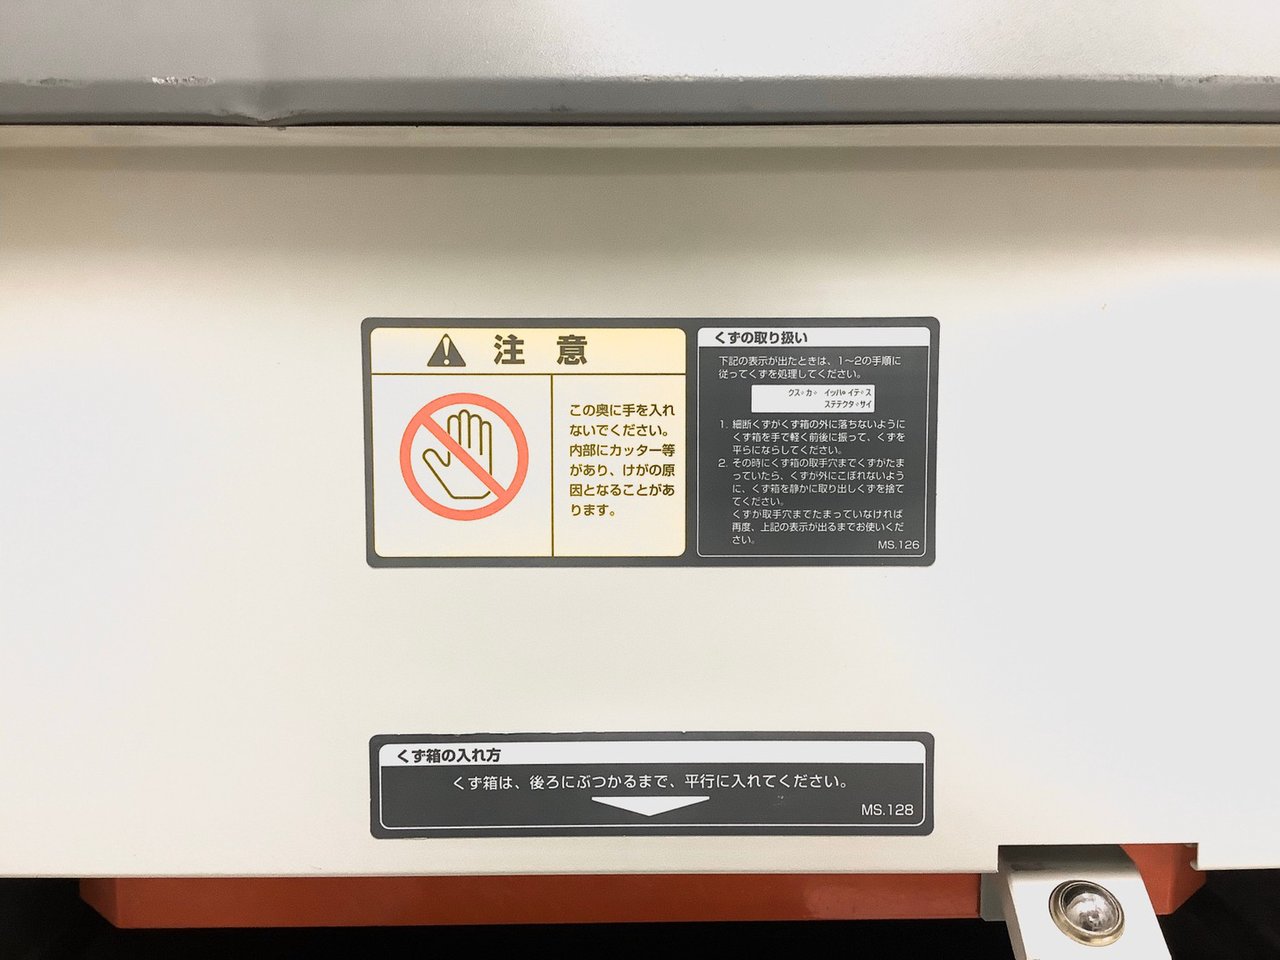 注意
この奥に手を入れ
ないでください。
内部にカッター等
があり、けがの原
因となることがあ
ります。
くずの取り扱い
下記の表示が出たときは、1〜2の手順に
従ってくずを処理してください。
クズ゙カ゛ イッパ゚イデ゙ス
ステテクダ゙サイ
1. 細断くずがくず箱の外に落ちないように
くず箱を手で軽く前後に振って、くずを
平らにならしてください。
2. その時にくず箱の取手穴までくずがたま
っていたら、くずが外にこぼれないよう
に、くず箱を静かに取り出しくずを捨て
てください。
くずが取手穴までたまっていなければ
再度、上記の表示が出るまでお使いくだ
さい。
MS.126
くず箱の入れ方
くず箱は、後ろにぶつかるまで、平行に入れてください。
MS.128